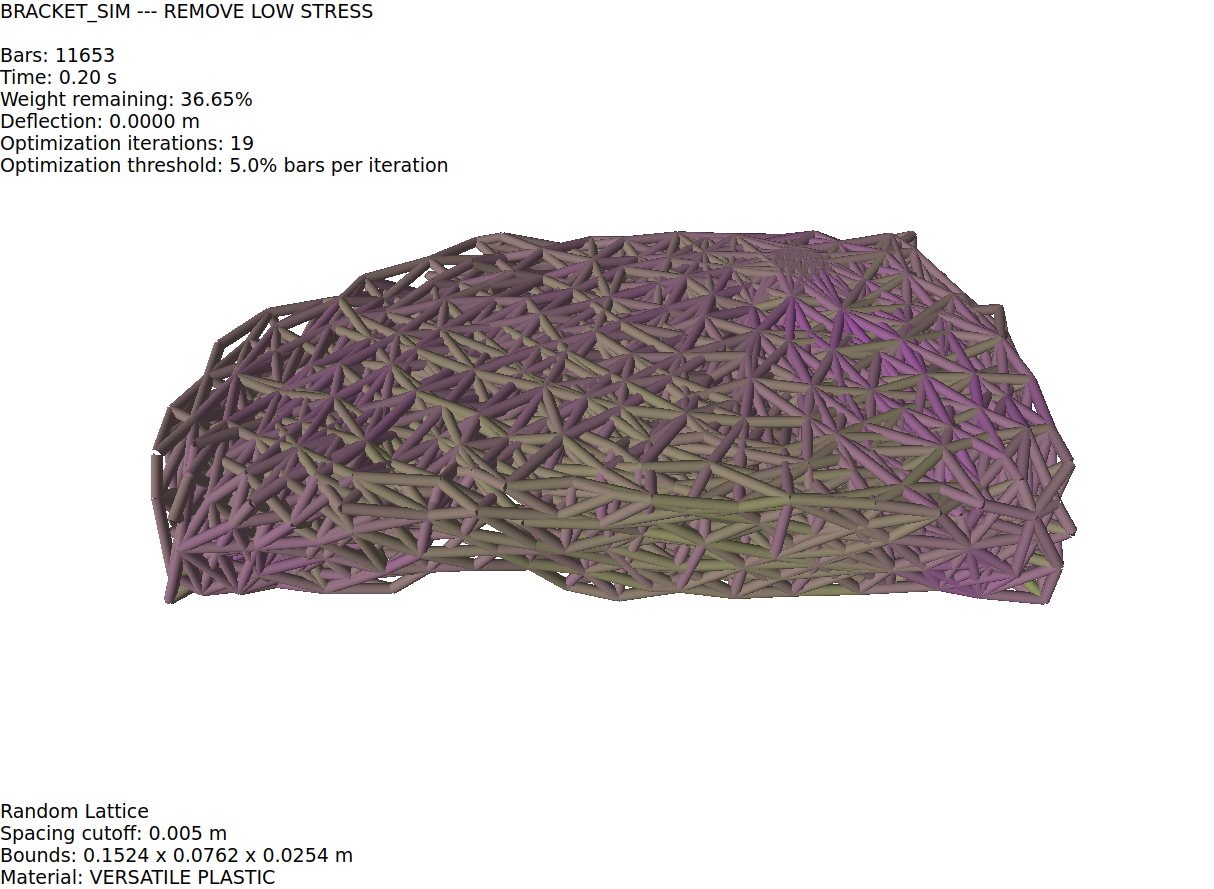 BRACKET_SIM --- REMOVE LOW STRESS
Bars: 11653
Time: 0.20 s
Weight remaining: 36.65%
Deflection: 0.0000 m
Optimization iterations: 19
Optimization threshold: 5.0% bars per iteration
Random Lattice
Spacing cutoff: 0.005 m
Bounds: 0.1524 x 0.0762 x 0.0254 m
Material: VERSATILE PLASTIC